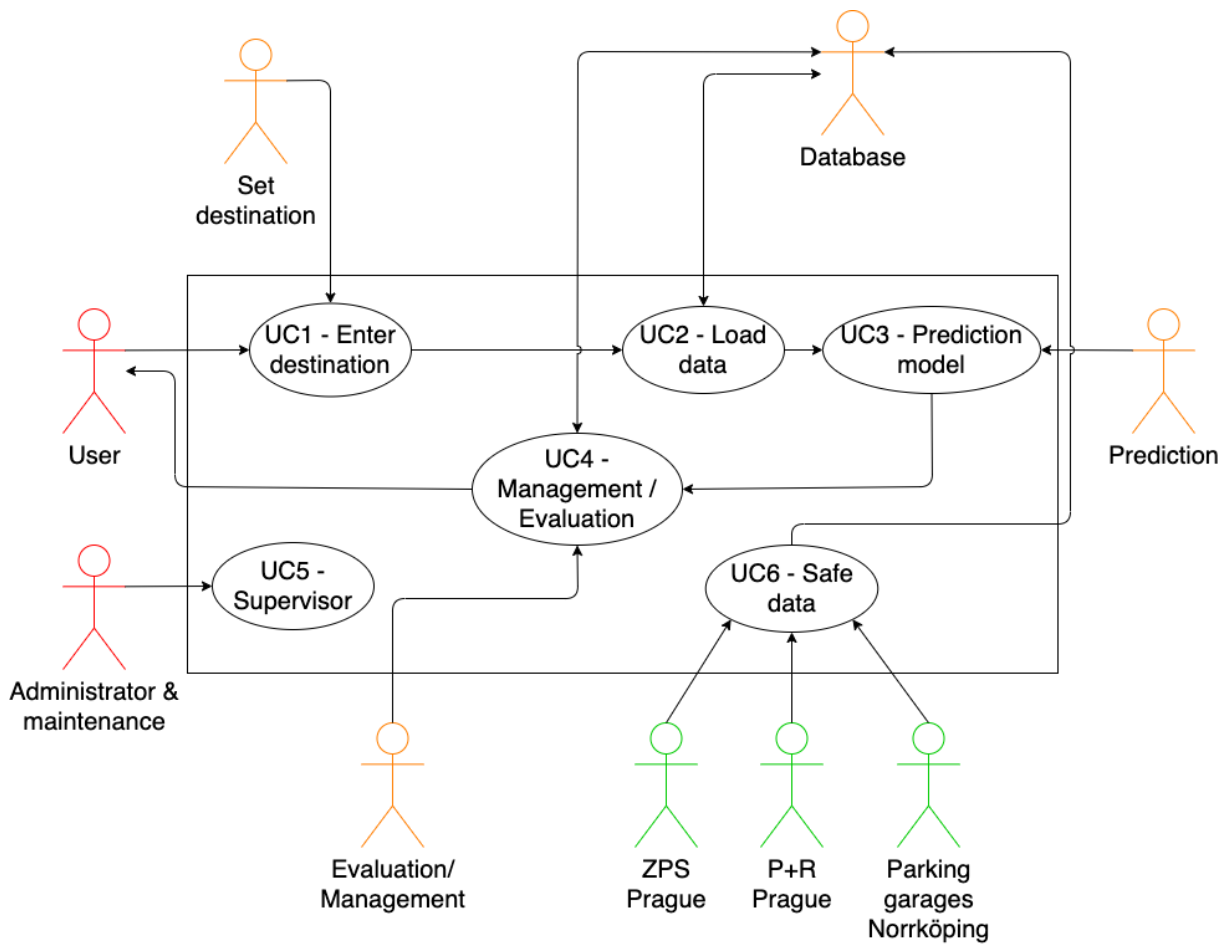 Set
destination
Database
UC1 - Enter
destination
UC2 - Load
data
UC3 - Prediction
model
User
Prediction
UC4 -
Management /
Evaluation
UC5 -
Supervisor
UC6 - Safe
data
Administrator &
maintenance
Evaluation/
Management
ZPS
Prague
P+R
Prague
Parking
garages
Norrköping